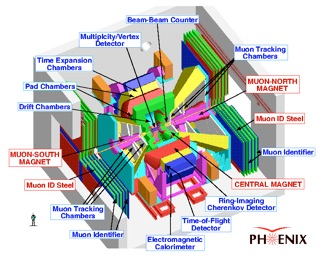 Beam-Beam Counter
Multiplcity/Vertex
Detector
Time Expansion
Chambers
Pad Chambers
Drift Chambers
MUON-SOUTH
MAGNET
Muon ID Steel
Muon Tracking
Chambers
Muon Identifier
Electromagnetic
Calorimeter
Time-of-Flight
Detector
Ring-Imaging
Cherenkov Detector
CENTRAL MAGNET
Muon Identifier
Muon ID Steel
MUON-NORTH
MAGNET
Muon Tracking
Chambers
PHENIX